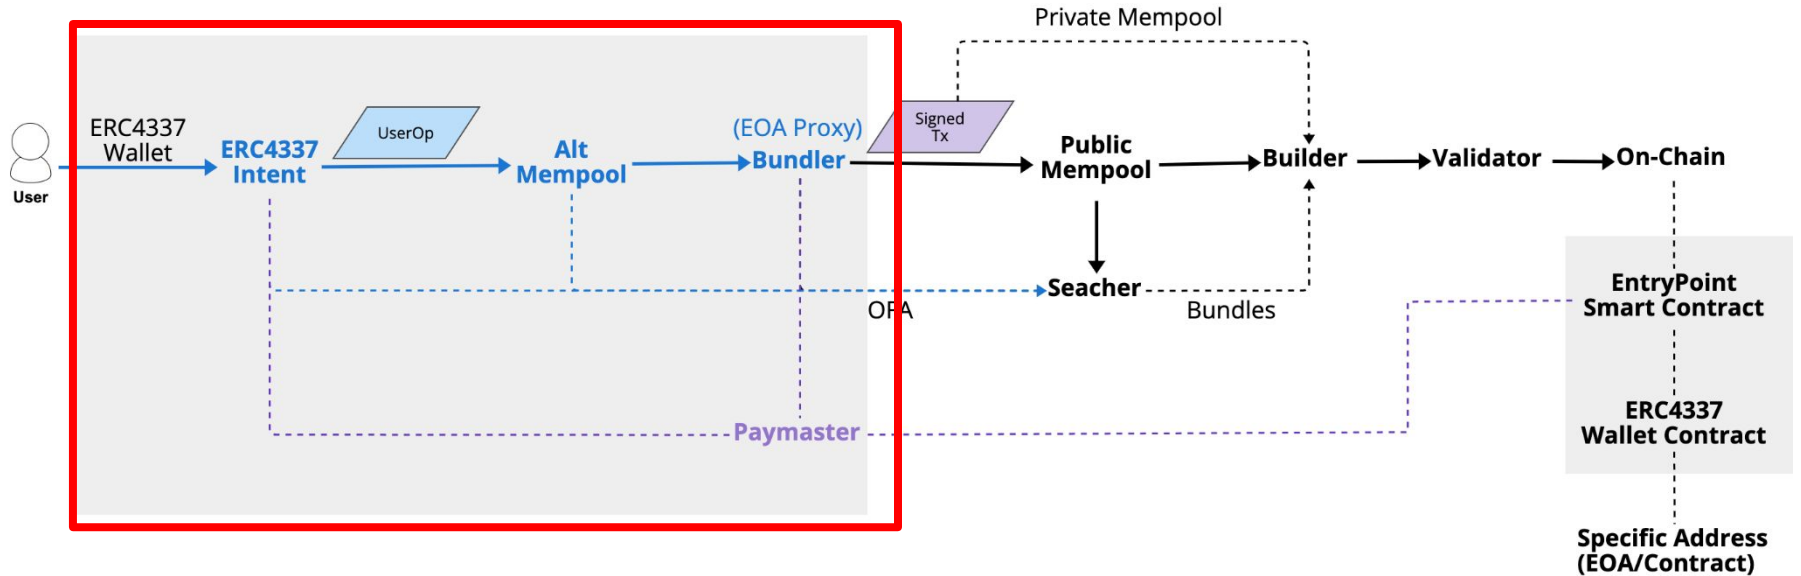 Private Mempool
ERC4337
Wallet
User
ERC4337
Intent
UserOp
Alt
Mempool
(EOA Proxy)
Bundler
Signed
Tx
Public
Mempool
Builder
Validator
On-Chain
Seacher
OFA
Bundles
Paymaster
EntryPoint
Smart Contract
ERC4337
Wallet Contract
Specific Address
(EOA/Contract)